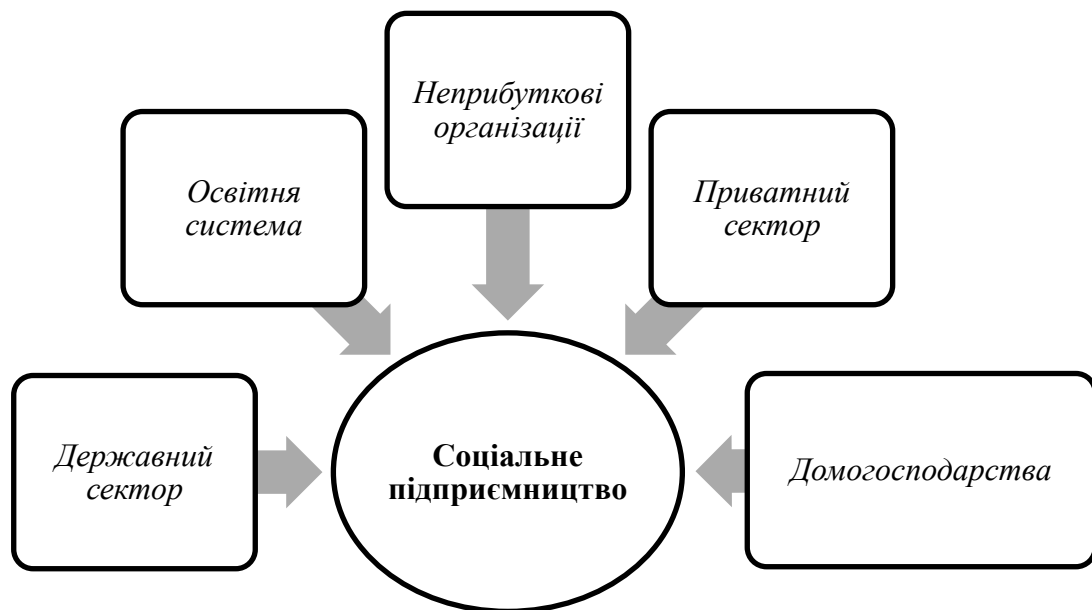 Неприбуткові
організації
Освітня
система
Приватний
сектор
Державний
сектор
Соціальне
підприємництво
Домогосподарства